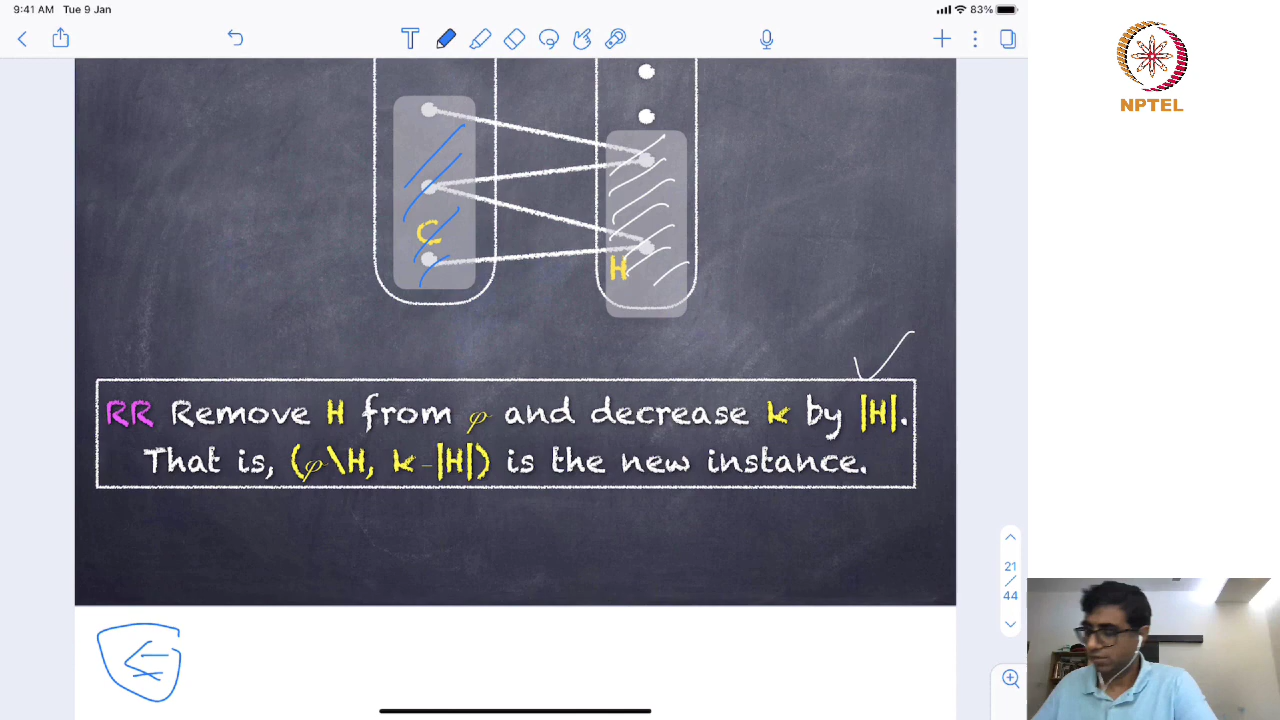 9:41 AM Tue 9 Jan
83%
NPTEL
C
H
RR Remove H from φ and decrease k by |H|.
That is, (φ\H, k-|H|) is the new instance.
21
/
44
⇐